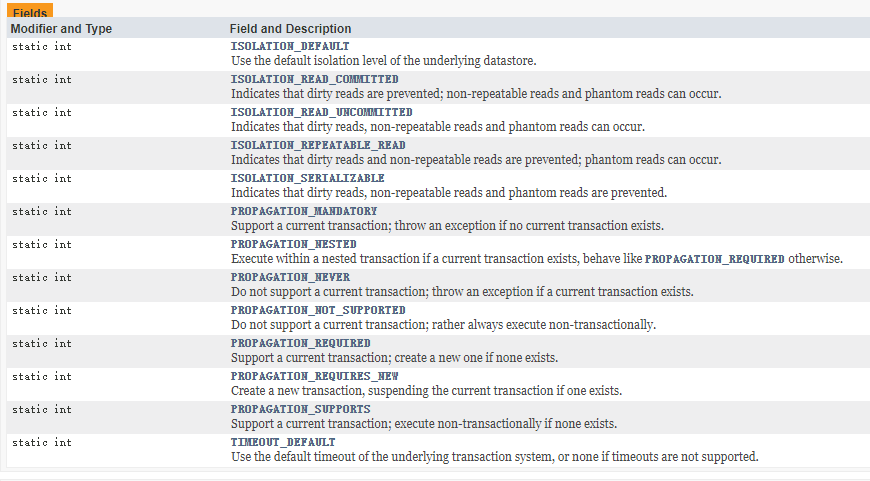 Fields
Modifier and Type Field and Description
static int ISOLATION_DEFAULT
Use the default isolation level of the underlying datastore.
static int ISOLATION_READ_COMMITTED
Indicates that dirty reads are prevented; non-repeatable reads and phantom reads can occur.
static int ISOLATION_READ_UNCOMMITTED
Indicates that dirty reads, non-repeatable reads and phantom reads can occur.
static int ISOLATION_REPEATABLE_READ
Indicates that dirty reads and non-repeatable reads are prevented; phantom reads can occur.
static int ISOLATION_SERIALIZABLE
Indicates that dirty reads, non-repeatable reads and phantom reads are prevented.
static int PROPAGATION_MANDATORY
Support a current transaction; throw an exception if no current transaction exists.
static int PROPAGATION_NESTED
Execute within a nested transaction if a current transaction exists, behave like PROPAGATION_REQUIRED otherwise.
static int PROPAGATION_NEVER
Do not support a current transaction; throw an exception if a current transaction exists.
static int PROPAGATION_NOT_SUPPORTED
Do not support a current transaction; rather always execute non-transactionally.
static int PROPAGATION_REQUIRED
Support a current transaction; create a new one if none exists.
static int PROPAGATION_REQUIRES_NEW
Create a new transaction, suspending the current transaction if one exists.
static int PROPAGATION_SUPPORTS
Support a current transaction; execute non-transactionally if none exists.
static int TIMEOUT_DEFAULT
Use the default timeout of the underlying transaction system, or none if timeouts are not supported.